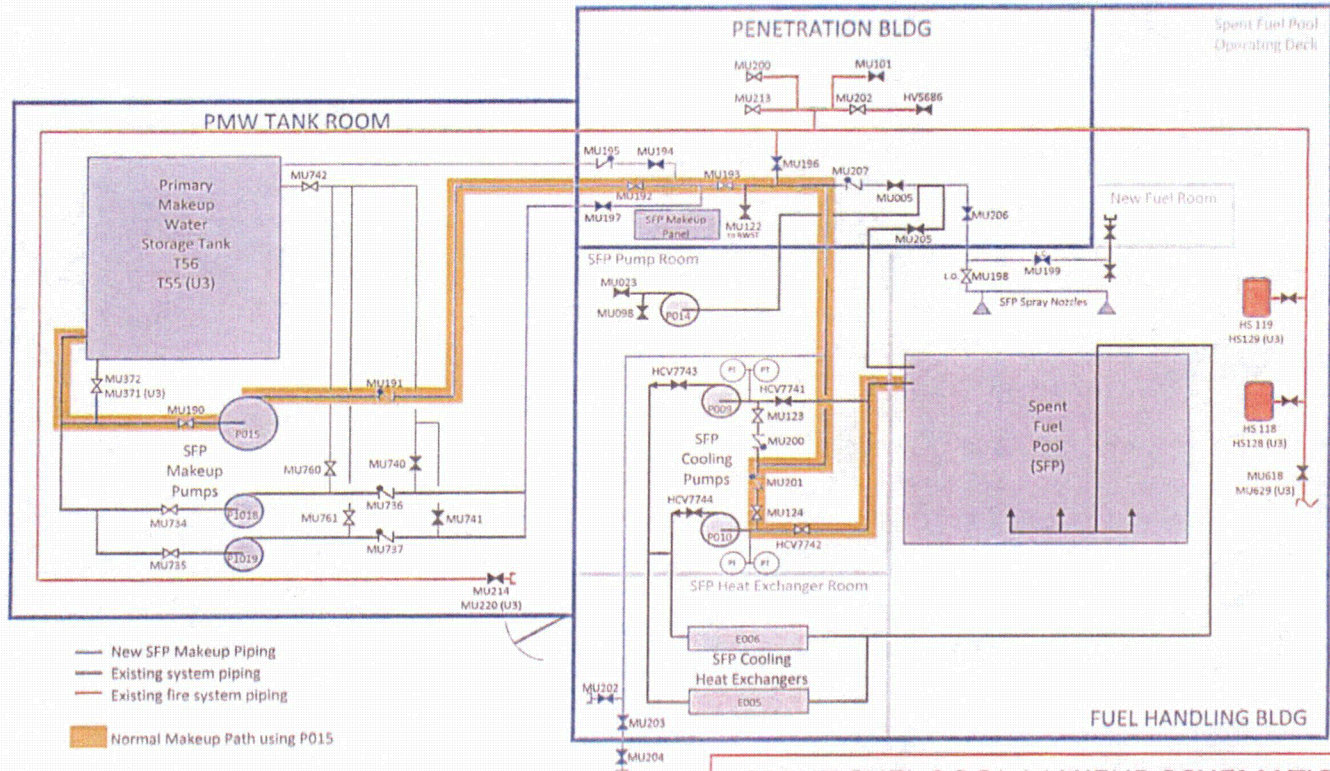 PENETRATION BLDG
Spent Fuel Pool
Operating Deck
MU200
MU101
MU213
MU202
HV5686
PMW TANK ROOM
MU195
MU194
MU196
MU207
MU742
MU193
MU192
MU005
Primary
Makeup
Water
Storage Tank
T56
T55 (U3)
MU197
SFP Makeup
Panel
MU122
to RWST
MU206
New Fuel Room
MU205
SFP Pump Room
L.C.
MU199
L.O.
MU198
MU023
MU098
P014
SFP Spray Nozzles
HS 119
HS129 (U3)
MU372
MU371 (U3)
MU191
HCV7743
PI
PT
HCV7741
MU190
P015
P009
MU123
Spent
Fuel
Pool
(SFP)
HS 118
HS128 (U3)
SFP
Makeup
Pumps
SFP
Cooling
Pumps
MU200
MU760
MU740
MU201
MU618
MU629 (U3)
HCV7744
MU124
MU734
P1018
MU736
MU761
MU741
P010
HCV7742
MU735
P1019
MU737
PI
PT
MU214
MU220 (U3)
SFP Heat Exchanger Room
E006
SFP Cooling
Heat Exchangers
E005
New SFP Makeup Piping
Existing system piping
Existing fire system piping
MU202
MU203
FUEL HANDLING BLDG
Normal Makeup Path using P015
MU204